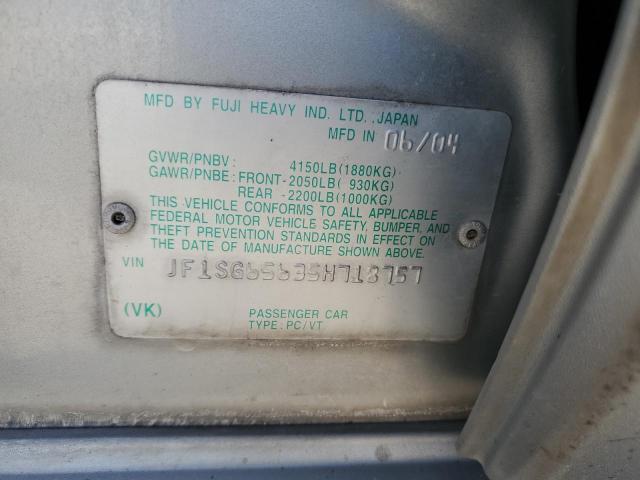 MFD BY FUJI HEAVY IND. LTD., JAPAN
MFD IN 06/04
GVWR/PNBV: 4150LB(1880KG)
GAWR/PNBE: FRONT-2050LB( 930KG)
REAR -2200LB(1000KG)
THIS VEHICLE CONFORMS TO ALL APPLICABLE
FEDERAL MOTOR VEHICLE SAFETY, BUMPER, AND
THEFT PREVENTION STANDARDS IN EFFECT ON
THE DATE OF MANUFACTURE SHOWN ABOVE.
VIN JF1SG65635H718757
(VK) PASSENGER CAR
TYPE: PC/VT